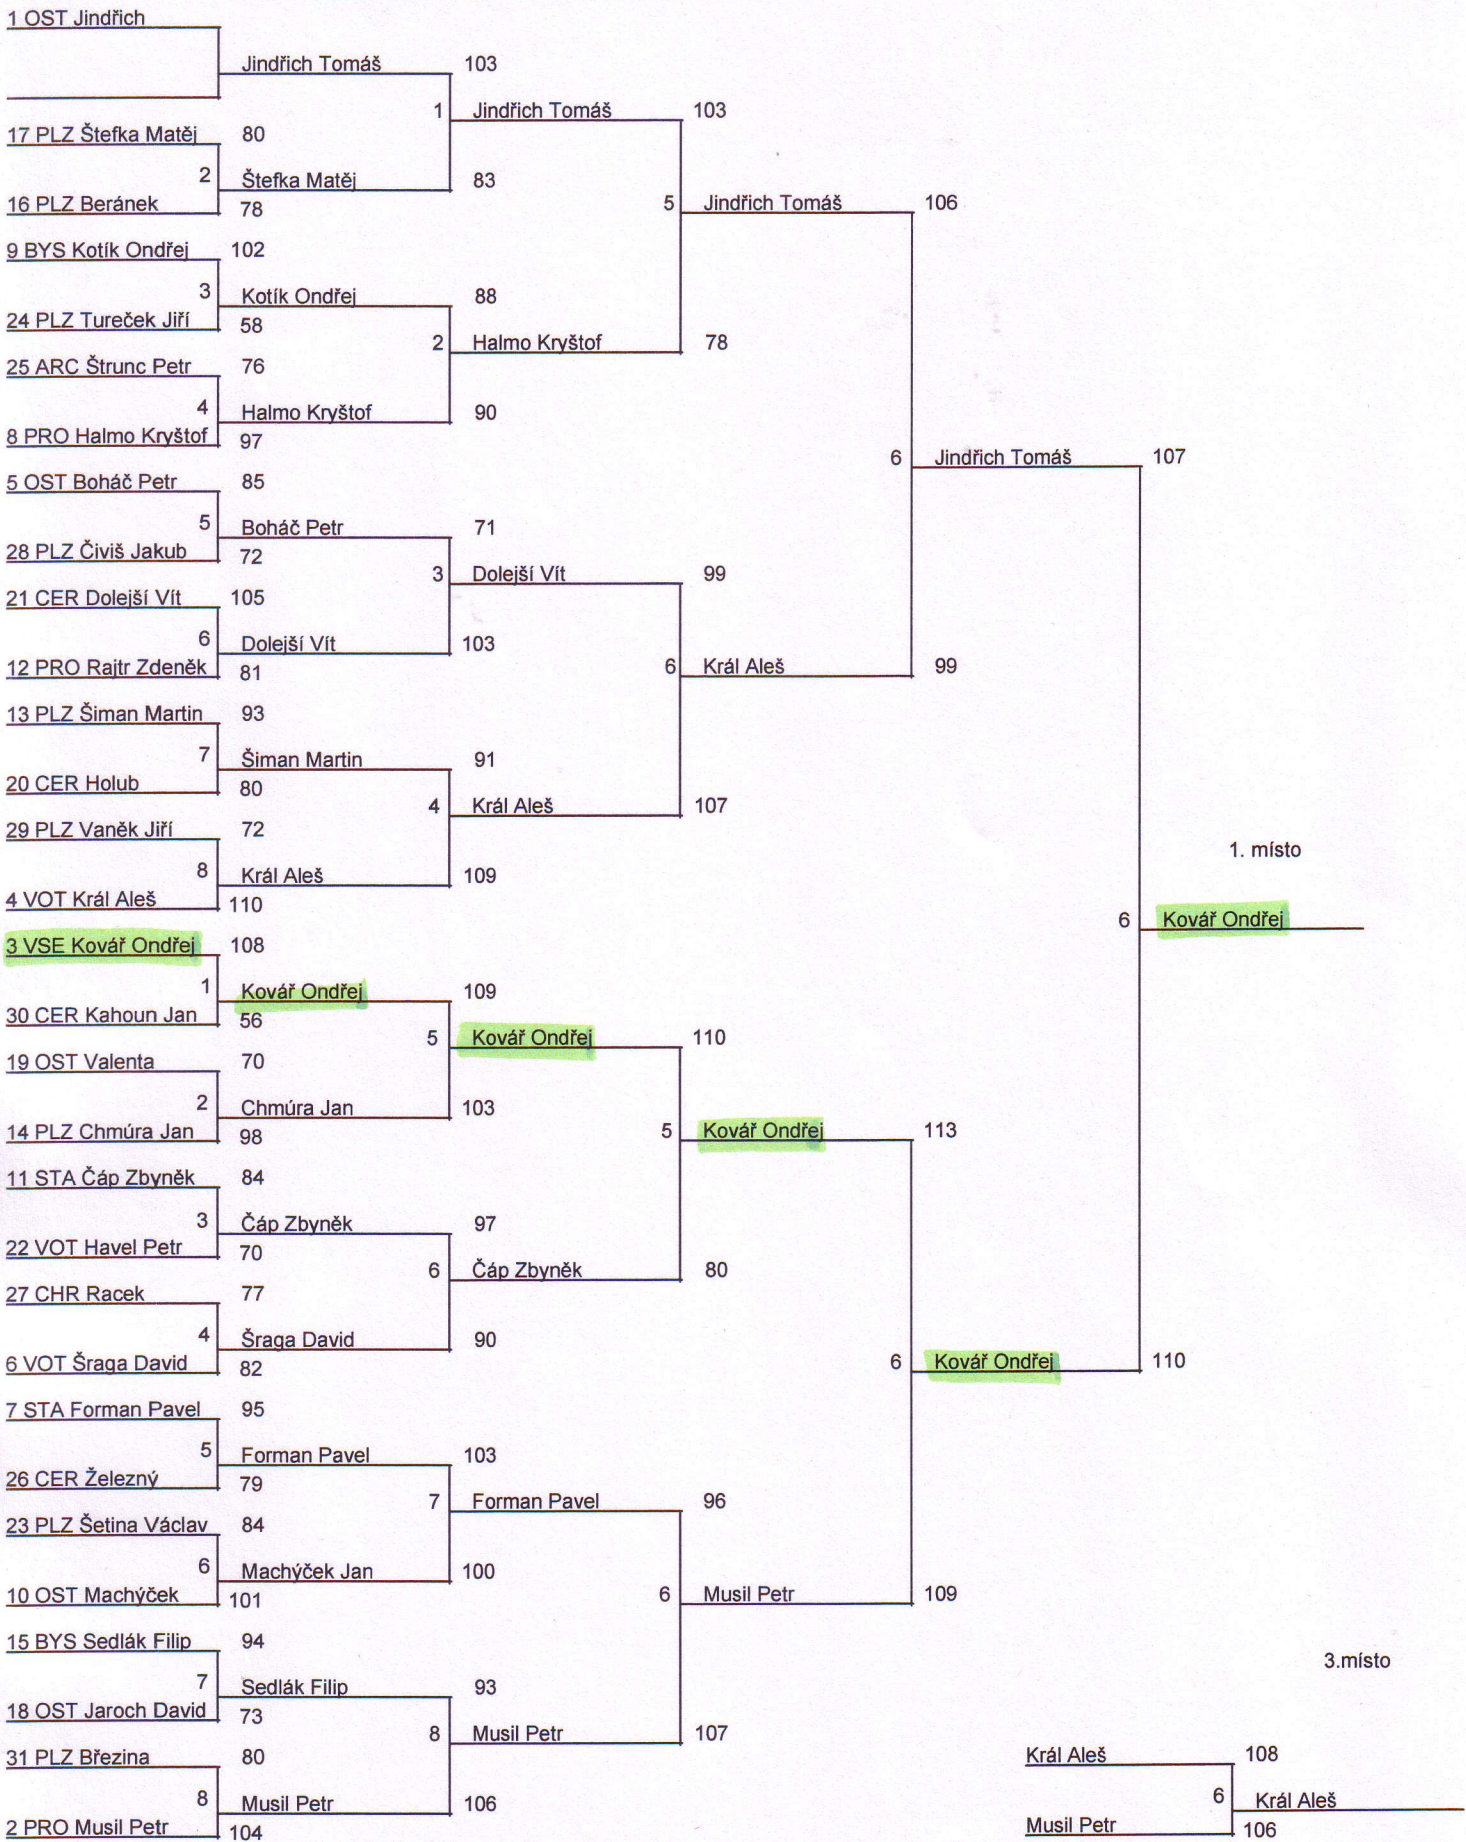 1 OST Jindřich
Jindřich Tomáš 103
1 Jindřich Tomáš 103
17 PLZ Štefka Matěj 80
2 Štefka Matěj 83
5 Jindřich Tomáš 106
16 PLZ Beránek 78
9 BYS Kotík Ondřej 102
3 Kotík Ondřej 88
24 PLZ Tureček Jiří 58
2 Halmo Kryštof 78
25 ARC Štrunc Petr 76
4 Halmo Kryštof 90
8 PRO Halmo Kryštof 97
6 Jindřich Tomáš 107
5 OST Boháč Petr 85
5 Boháč Petr 71
28 PLZ Čiviš Jakub 72
3 Dolejší Vít 99
21 CER Dolejší Vít 105
6 Dolejší Vít 103
12 PRO Rajtr Zdeněk 81
6 Král Aleš 99
13 PLZ Šiman Martin 93
7 Šiman Martin 91
20 CER Holub 80
4 Král Aleš 107
29 PLZ Vaněk Jiří 72
1. místo
8 Král Aleš 109
4 VOT Král Aleš 110
6 Kovář Ondřej
3 VSE Kovář Ondřej 108
1 Kovář Ondřej 109
30 CER Kahoun Jan 56
5 Kovář Ondřej 110
19 OST Valenta 70
2 Chmúra Jan 103
14 PLZ Chmúra Jan 98
5 Kovář Ondřej 113
11 STA Čáp Zbyněk 84
3 Čáp Zbyněk 97
22 VOT Havel Petr 70
6 Čáp Zbyněk 80
27 CHR Racek 77
4 Šraga David 90
6 VOT Šraga David 82
6 Kovář Ondřej 110
7 STA Forman Pavel 95
5 Forman Pavel 103
26 CER Železný 79
7 Forman Pavel 96
23 PLZ Šetina Václav 84
6 Machýček Jan 100
10 OST Machýček 101
6 Musil Petr 109
15 BYS Sedlák Filip 94
3.místo
7 Sedlák Filip 93
18 OST Jaroch David 73
8 Musil Petr 107
31 PLZ Březina 80
Král Aleš 108
8 Musil Petr 106
6 Král Aleš
2 PRO Musil Petr 104
Musil Petr 106